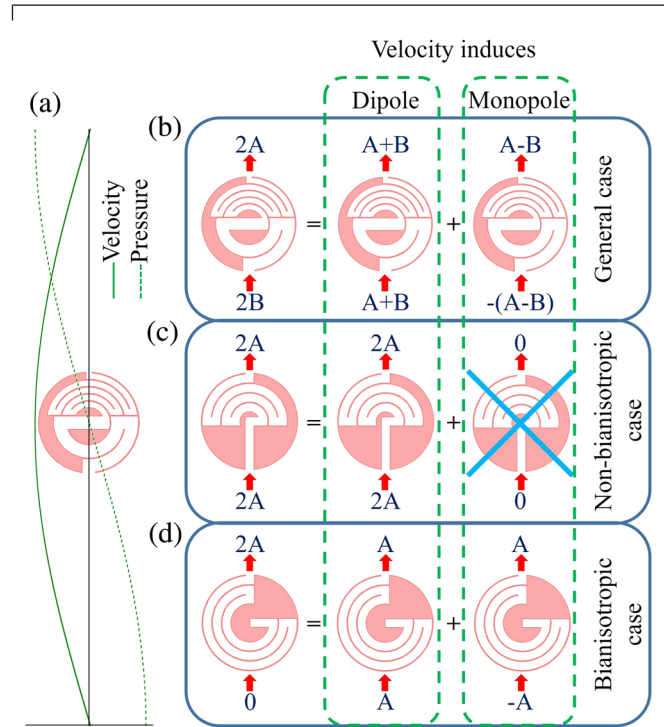 Velocity induces
(a)
Velocity
Pressure
Dipole
Monopole
(b)
2A
A+B
A-B
=
+
2B
A+B
-(A-B)
General case
(c)
2A
2A
0
=
+
2A
2A
0
Non-bianisotropic
case
(d)
2A
A
A
=
+
0
A
-A
Bianisotropic
case